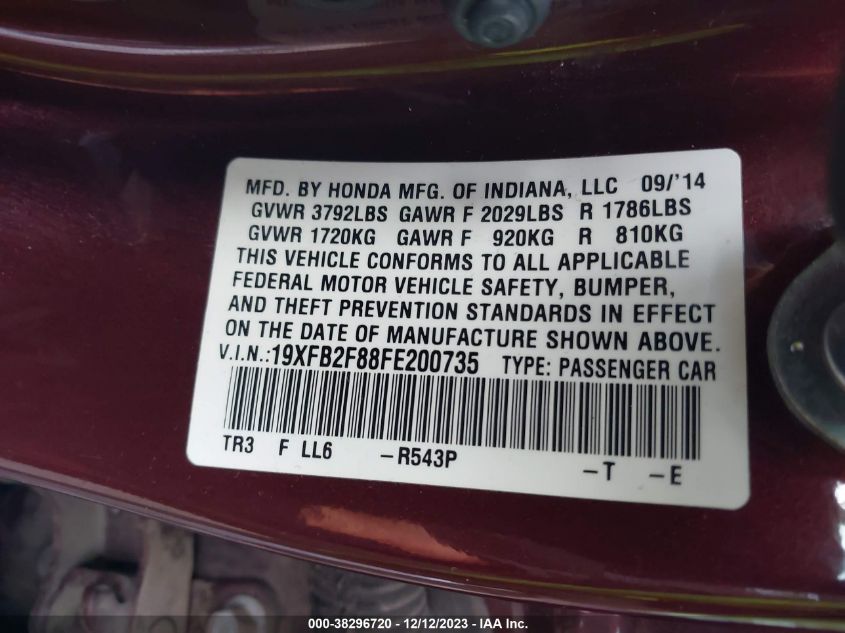 MFD. BY HONDA MFG. OF INDIANA, LLC 09/'14
GVWR 3792LBS GAWR F 2029LBS R 1786LBS
GVWR 1720KG GAWR F 920KG R 810KG
THIS VEHICLE CONFORMS TO ALL APPLICABLE
FEDERAL MOTOR VEHICLE SAFETY, BUMPER,
AND THEFT PREVENTION STANDARDS IN EFFECT
ON THE DATE OF MANUFACTURE SHOWN ABOVE.
V.I.N.:19XFB2F88FE200735 TYPE: PASSENGER CAR
TR3 F LL6 -R543P -T -E
000-38296720 - 12/12/2023 - IAA Inc.